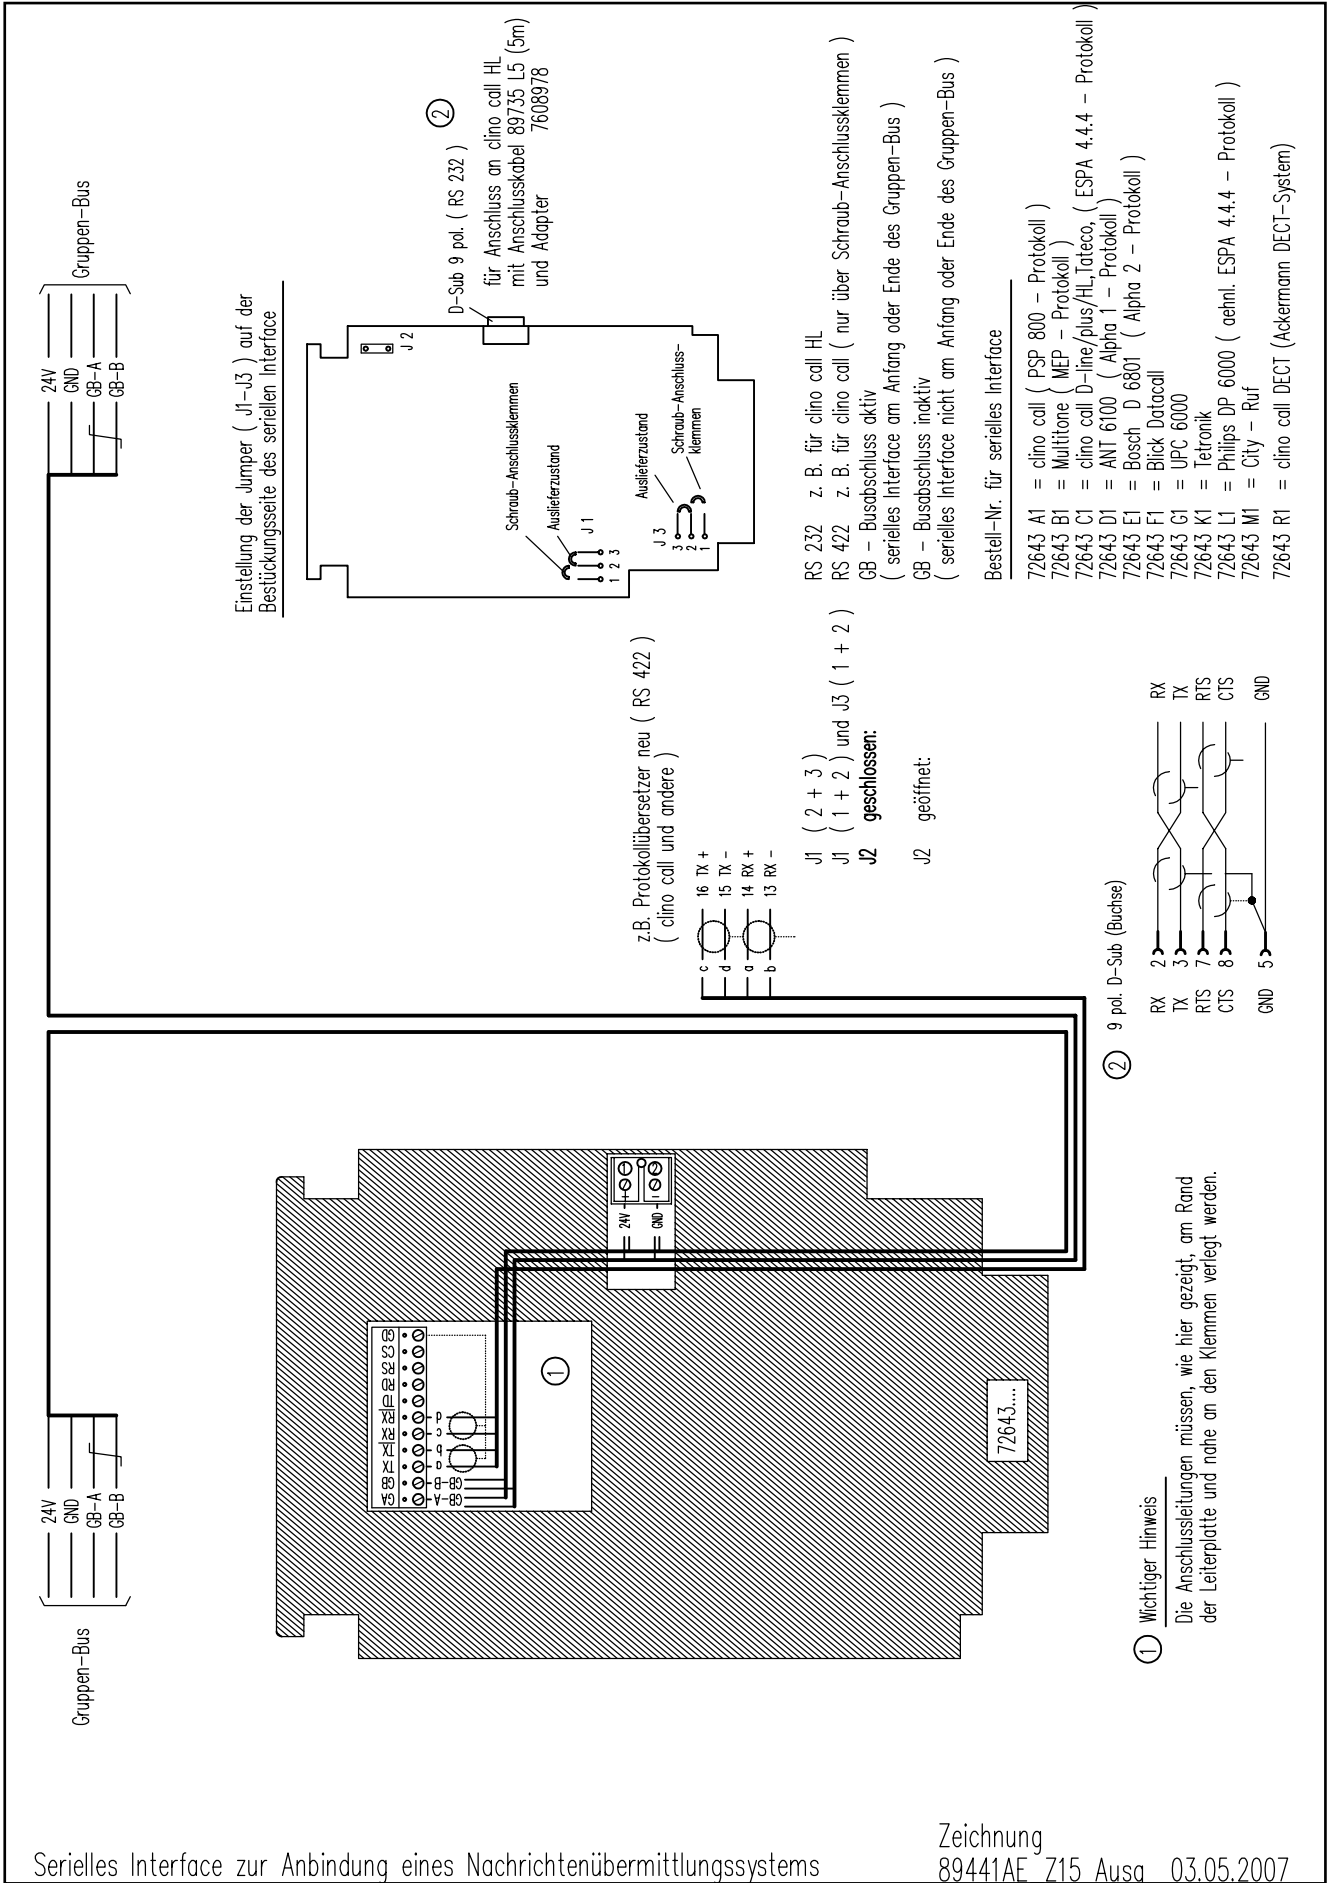 Gruppen-Bus
24V
GND
GB-A
GB-B
24V
GND
GB-A
GB-B
Gruppen-Bus
Einstellung der Jumper ( J1-J3 ) auf der
Bestückungsseite des seriellen Interface
J 2
D-Sub 9 pol. ( RS 232 )
2
für Anschluss an clino call HL
mit Anschlusskabel 89735 L5 (5m)
und Adapter 7608978
Schraub-Anschlussklemmen
Auslieferzustand
J 1
1 2 3
Auslieferzustand
Schraub-Anschluss-
klemmen
J 3
3
2
1
z.B. Protokollübersetzer neu ( RS 422 )
( clino call und andere )
c 16 TX +
d 15 TX -
a 14 RX +
b 13 RX -
J1 ( 2 + 3 ) RS 232 z. B. für clino call HL
J1 ( 1 + 2 ) und J3 ( 1 + 2 ) RS 422 z. B. für clino call ( nur über Schraub-Anschlussklemmen )
J2 geschlossen: GB - Busabschluss aktiv
( serielles Interface am Anfang oder Ende des Gruppen-Bus )
J2 geöffnet: GB - Busabschluss inaktiv
( serielles Interface nicht am Anfang oder Ende des Gruppen-Bus )
Bestell-Nr. für serielles Interface
72643 A1 = clino call ( PSP 800 - Protokoll )
72643 B1 = Multitone ( MEP - Protokoll )
72643 C1 = clino call D-line/plus/HL,Tateco, ( ESPA 4.4.4 - Protokoll )
72643 D1 = ANT 6100 ( Alpha 1 - Protokoll )
72643 E1 = Bosch D 6801 ( Alpha 2 - Protokoll )
72643 F1 = Blick Datacall
72643 G1 = UPC 6000
72643 K1 = Tetronik
72643 L1 = Philips DP 6000 ( aehnl. ESPA 4.4.4 - Protokoll )
72643 M1 = City - Ruf
72643 R1 = clino call DECT (Ackermann DECT-System)
GA GB TX TX RX RX TD RD RS CS GD
GB-A GB-B a b c d
1
24V
GND
1
2
+
-
72643....
2
9 pol. D-Sub (Buchse)
RX 2 RX
TX 3 TX
RTS 7 RTS
CTS 8 CTS
GND 5 GND
1
Wichtiger Hinweis
Die Anschlussleitungen müssen, wie hier gezeigt, am Rand
der Leiterplatte und nahe an den Klemmen verlegt werden.
Serielles Interface zur Anbindung eines Nachrichtenübermittlungssystems
Zeichnung
89441AE Z15 Ausg 03.05.2007